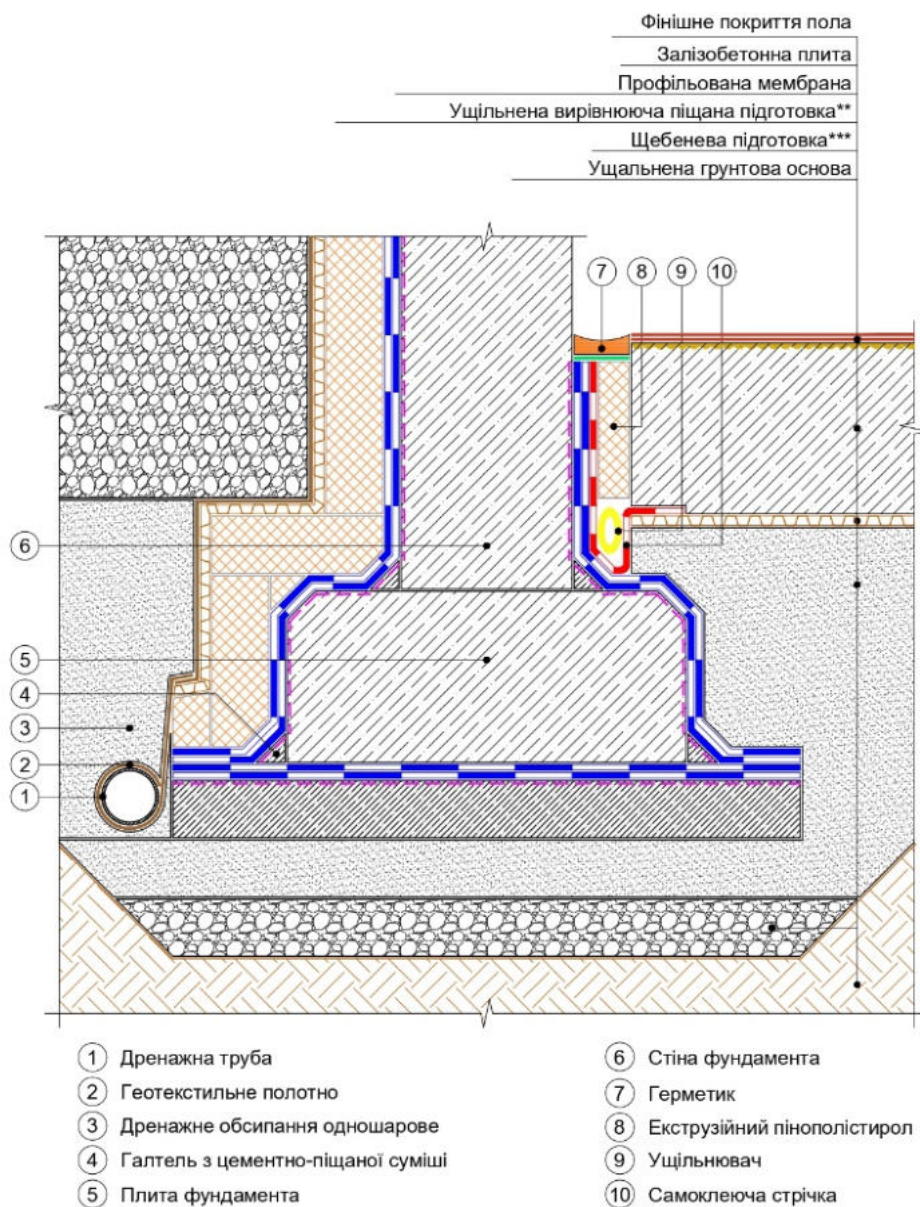 Фінішне покриття пола
Залізобетонна плита
Профільована мембрана
Ущільнена вирівнююча піщана підготовка**
Щебенева підготовка***
Ущальнена грунтова основа
7 8 9 10
6
5
4
3
2
1
1 Дренажна труба
2 Геотекстильне полотно
3 Дренажне обсипання одношарове
4 Галтель з цементно-піщаної суміші
5 Плита фундамента
6 Стіна фундамента
7 Герметик
8 Екструзійний пінополістирол
9 Ущільнювач
10 Самоклеюча стрічка